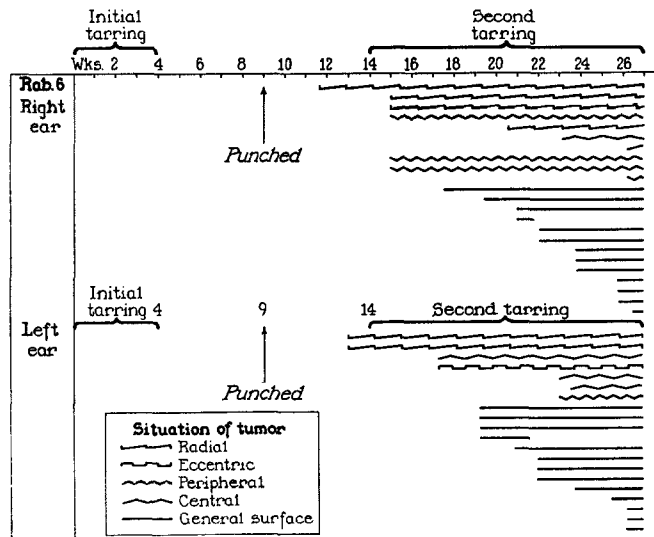 Initial tarring
Second tarring
Wks. 2 4 6 8 10 12 14 16 18 20 22 24 26
Rab.6
Right ear
Punched
Initial tarring 4 9 14 Second tarring
Left ear
Punched
Situation of tumor
Radial
Eccentric
Peripheral
Central
General surface